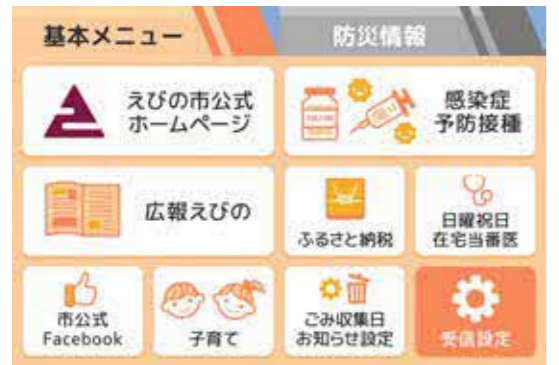 基本メニュー
防災情報
えびの市公式
ホームページ
感染症
予防接種
広報えびの
ふるさと納税
日曜祝日
在宅当番医
市公式
Facebook
子育て
ごみ収集日
お知らせ設定
受信設定